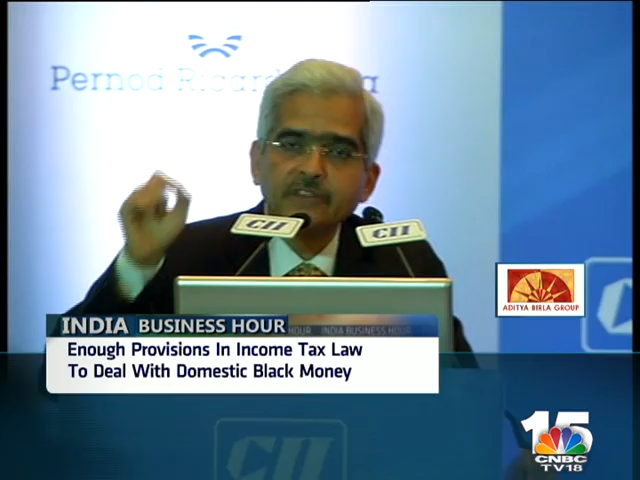 Pernod Ricard
CII
CII
ADITYA BIRLA GROUP
INDIA BUSINESS HOUR
INDIA BUSINESS HOUR
Enough Provisions In Income Tax Law
To Deal With Domestic Black Money
CII
15
CNBC
TV18